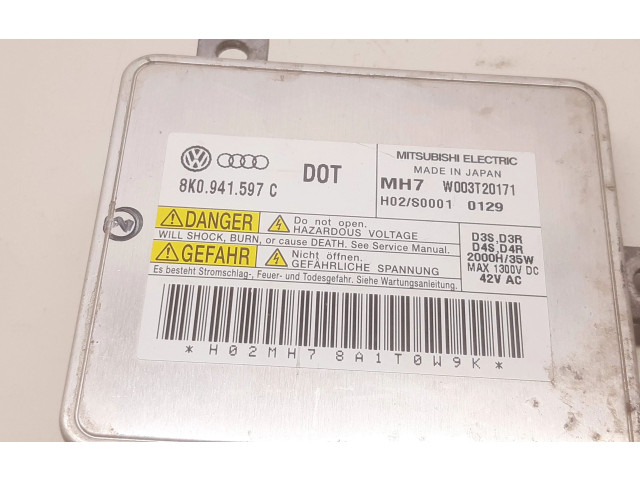 8K0.941.597 C
DOT
MITSUBISHI ELECTRIC
MADE IN JAPAN
MH7 W003T20171
H02/S0001 0129
DANGER
Do not open.
HAZARDOUS VOLTAGE
WILL SHOCK, BURN, or cause DEATH. See Service Manual.
GEFAHR
Nicht öffnen.
GEFÄHRLICHE SPANNUNG
Es besteht Stromschlag-, Feuer- und Todesgefahr. Siehe Wartungsanleitung.
D3S,D3R
D4S,D4R
2000H/35W
MAX 1300V DC
42V AC
*H02MH78A1T0W9K*